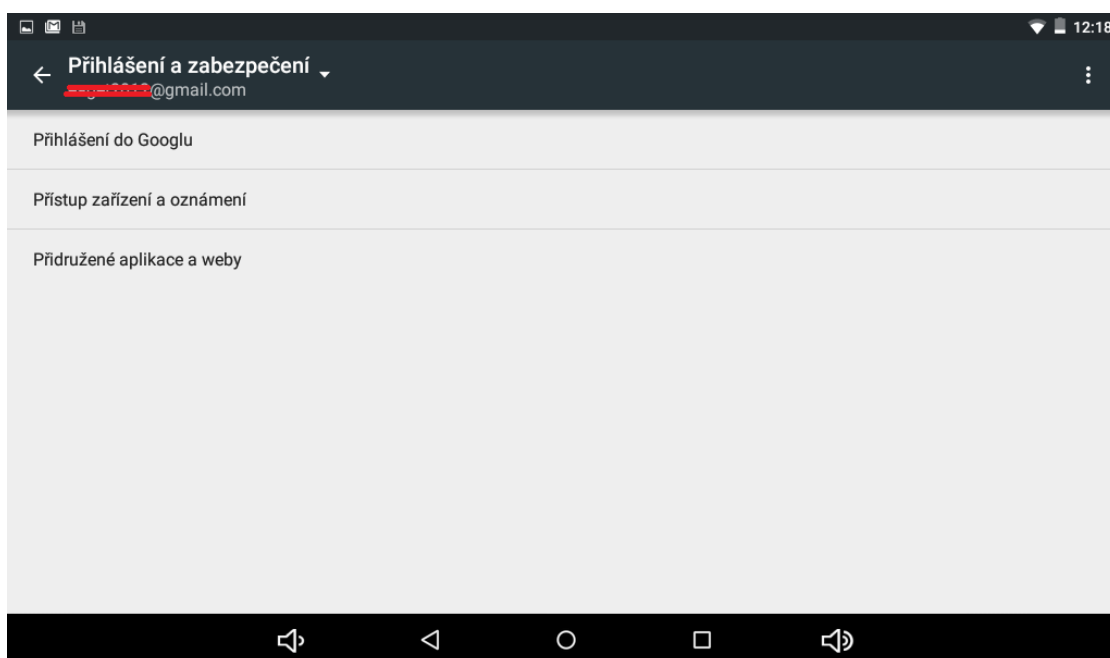 12:18
Přihlášení a zabezpečení
@gmail.com
Přihlášení do Googlu
Přístup zařízení a oznámení
Přidružené aplikace a weby